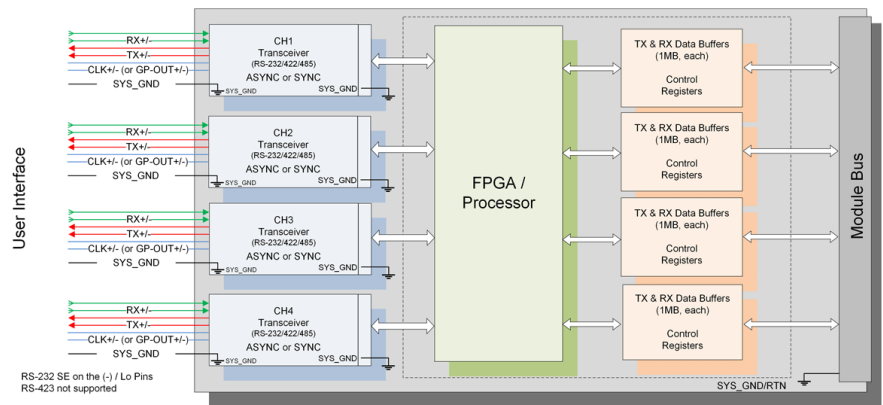 User Interface
RX+/-
TX+/-
CLK+/- (or GP-OUT+/-)
SYS_GND
CH1
Transceiver
(RS-232/422/485)
ASYNC or SYNC
SYS_GND
SYS_GND
RX+/-
TX+/-
CLK+/- (or GP-OUT+/-)
SYS_GND
CH2
Transceiver
(RS-232/422/485)
ASYNC or SYNC
SYS_GND
SYS_GND
RX+/-
TX+/-
CLK+/- (or GP-OUT+/-)
SYS_GND
CH3
Transceiver
(RS-232/422/485)
ASYNC or SYNC
SYS_GND
SYS_GND
RX+/-
TX+/-
CLK+/- (or GP-OUT+/-)
SYS_GND
CH4
Transceiver
(RS-232/422/485)
ASYNC or SYNC
SYS_GND
SYS_GND
FPGA /
Processor
TX & RX Data Buffers
(1MB, each)
Control
Registers
TX & RX Data Buffers
(1MB, each)
Control
Registers
TX & RX Data Buffers
(1MB, each)
Control
Registers
TX & RX Data Buffers
(1MB, each)
Control
Registers
Module Bus
SYS_GND/RTN
RS-232 SE on the (-) / Lo Pins
RS-423 not supported